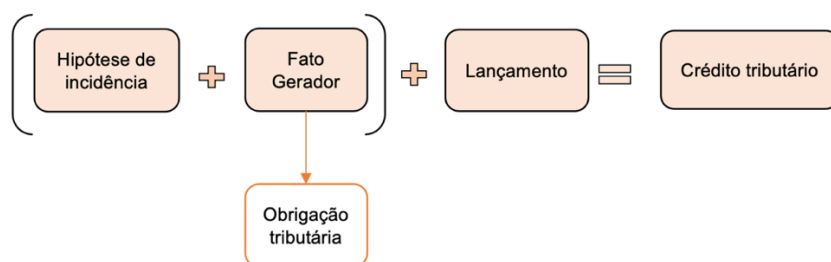 Hipótese de
incidência
Fato
Gerador
Lançamento
Crédito tributário
Obrigação
tributária